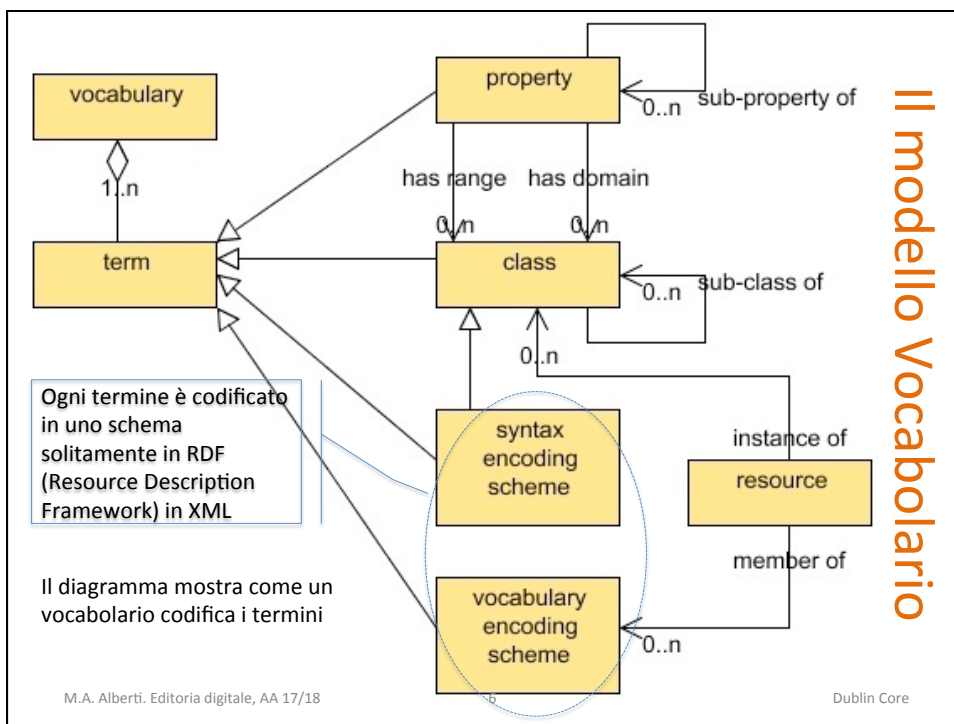 Il modello Vocabolario
vocabulary
1..n
term
property
0..n
sub-property of
has range
has domain
0..n
0..n
class
0..n
sub-class of
0..n
Ogni termine è codificato
in uno schema
solitamente in RDF
(Resource Description
Framework) in XML
syntax
encoding
scheme
instance of
resource
member of
Il diagramma mostra come un
vocabolario codifica i termini
vocabulary
encoding
scheme
0..n
M.A. Alberti. Editoria digitale, AA 17/18
6
Dublin Core